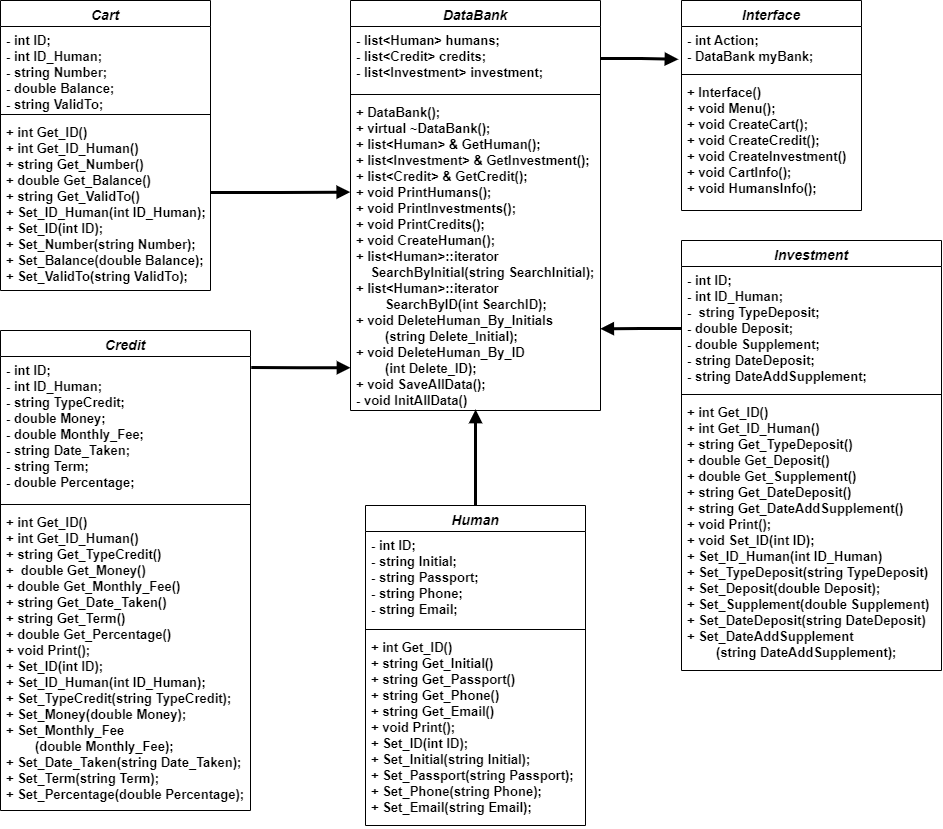 Cart
- int ID;
- int ID_Human;
- string Number;
- double Balance;
- string ValidTo;
+ int Get_ID()
+ int Get_ID_Human()
+ string Get_Number()
+ double Get_Balance()
+ string Get_ValidTo()
+ Set_ID_Human(int ID_Human);
+ Set_ID(int ID);
+ Set_Number(string Number);
+ Set_Balance(double Balance);
+ Set_ValidTo(string ValidTo);
DataBank
- list<Human> humans;
- list<Credit> credits;
- list<Investment> investment;
+ DataBank();
+ virtual ~DataBank();
+ list<Human> & GetHuman();
+ list<Investment> & GetInvestment();
+ list<Credit> & GetCredit();
+ void PrintHumans();
+ void PrintInvestments();
+ void PrintCredits();
+ void CreateHuman();
+ list<Human>::iterator
SearchByInitial(string SearchInitial);
+ list<Human>::iterator
SearchByID(int SearchID);
+ void DeleteHuman_By_Initials
(string Delete_Initial);
+ void DeleteHuman_By_ID
(int Delete_ID);
+ void SaveAllData();
- void InitAllData()
Interface
- int Action;
- DataBank myBank;
+ Interface()
+ void Menu();
+ void CreateCart();
+ void CreateCredit();
+ void CreateInvestment()
+ void CartInfo();
+ void HumansInfo();
Investment
- int ID;
- int ID_Human;
- string TypeDeposit;
- double Deposit;
- double Supplement;
- string DateDeposit;
- string DateAddSupplement;
+ int Get_ID()
+ int Get_ID_Human()
+ string Get_TypeDeposit()
+ double Get_Deposit()
+ double Get_Supplement()
+ string Get_DateDeposit()
+ string Get_DateAddSupplement()
+ void Print();
+ void Set_ID(int ID);
+ Set_ID_Human(int ID_Human)
+ Set_TypeDeposit(string TypeDeposit)
+ Set_Deposit(double Deposit);
+ Set_Supplement(double Supplement)
+ Set_DateDeposit(string DateDeposit)
+ Set_DateAddSupplement
(string DateAddSupplement);
Credit
- int ID;
- int ID_Human;
- string TypeCredit;
- double Money;
- double Monthly_Fee;
- string Date_Taken;
- string Term;
- double Percentage;
+ int Get_ID()
+ int Get_ID_Human()
+ string Get_TypeCredit()
+ double Get_Money()
+ double Get_Monthly_Fee()
+ string Get_Date_Taken()
+ string Get_Term()
+ double Get_Percentage()
+ void Print();
+ Set_ID(int ID);
+ Set_ID_Human(int ID_Human);
+ Set_TypeCredit(string TypeCredit);
+ Set_Money(double Money);
+ Set_Monthly_Fee
(double Monthly_Fee);
+ Set_Date_Taken(string Date_Taken);
+ Set_Term(string Term);
+ Set_Percentage(double Percentage);
Human
- int ID;
- string Initial;
- string Passport;
- string Phone;
- string Email;
+ int Get_ID()
+ string Get_Initial()
+ string Get_Passport()
+ string Get_Phone()
+ string Get_Email()
+ void Print();
+ Set_ID(int ID);
+ Set_Initial(string Initial);
+ Set_Passport(string Passport);
+ Set_Phone(string Phone);
+ Set_Email(string Email);